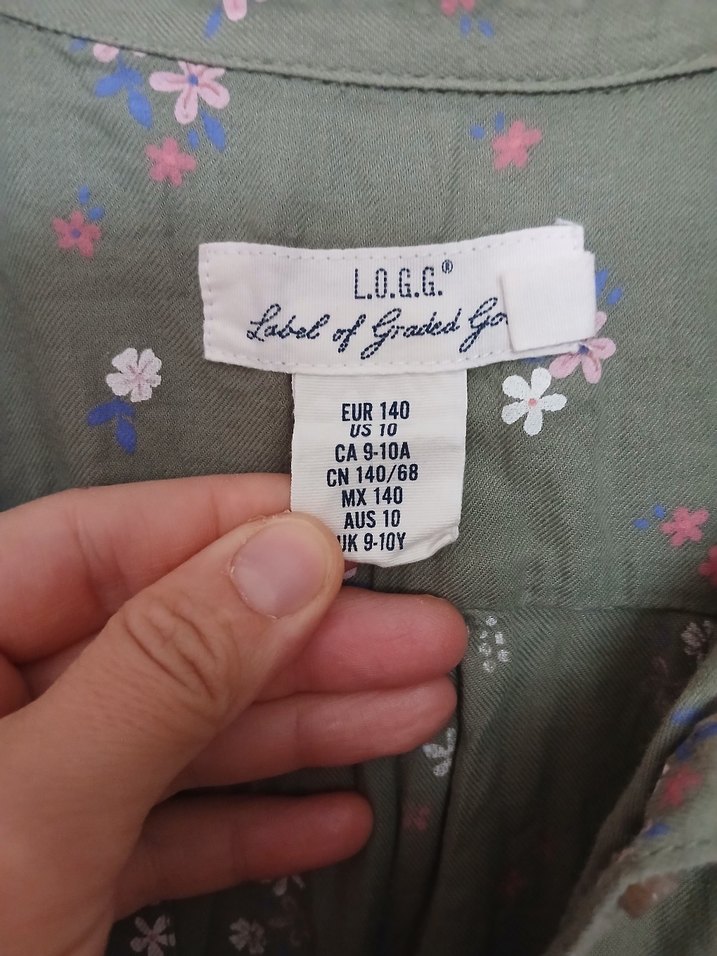 L.O.G.G.®
Label of Graded
EUR 140
US 10
CA 9-10A
CN 140/68
MX 140
AUS 10
UK 9-10Y